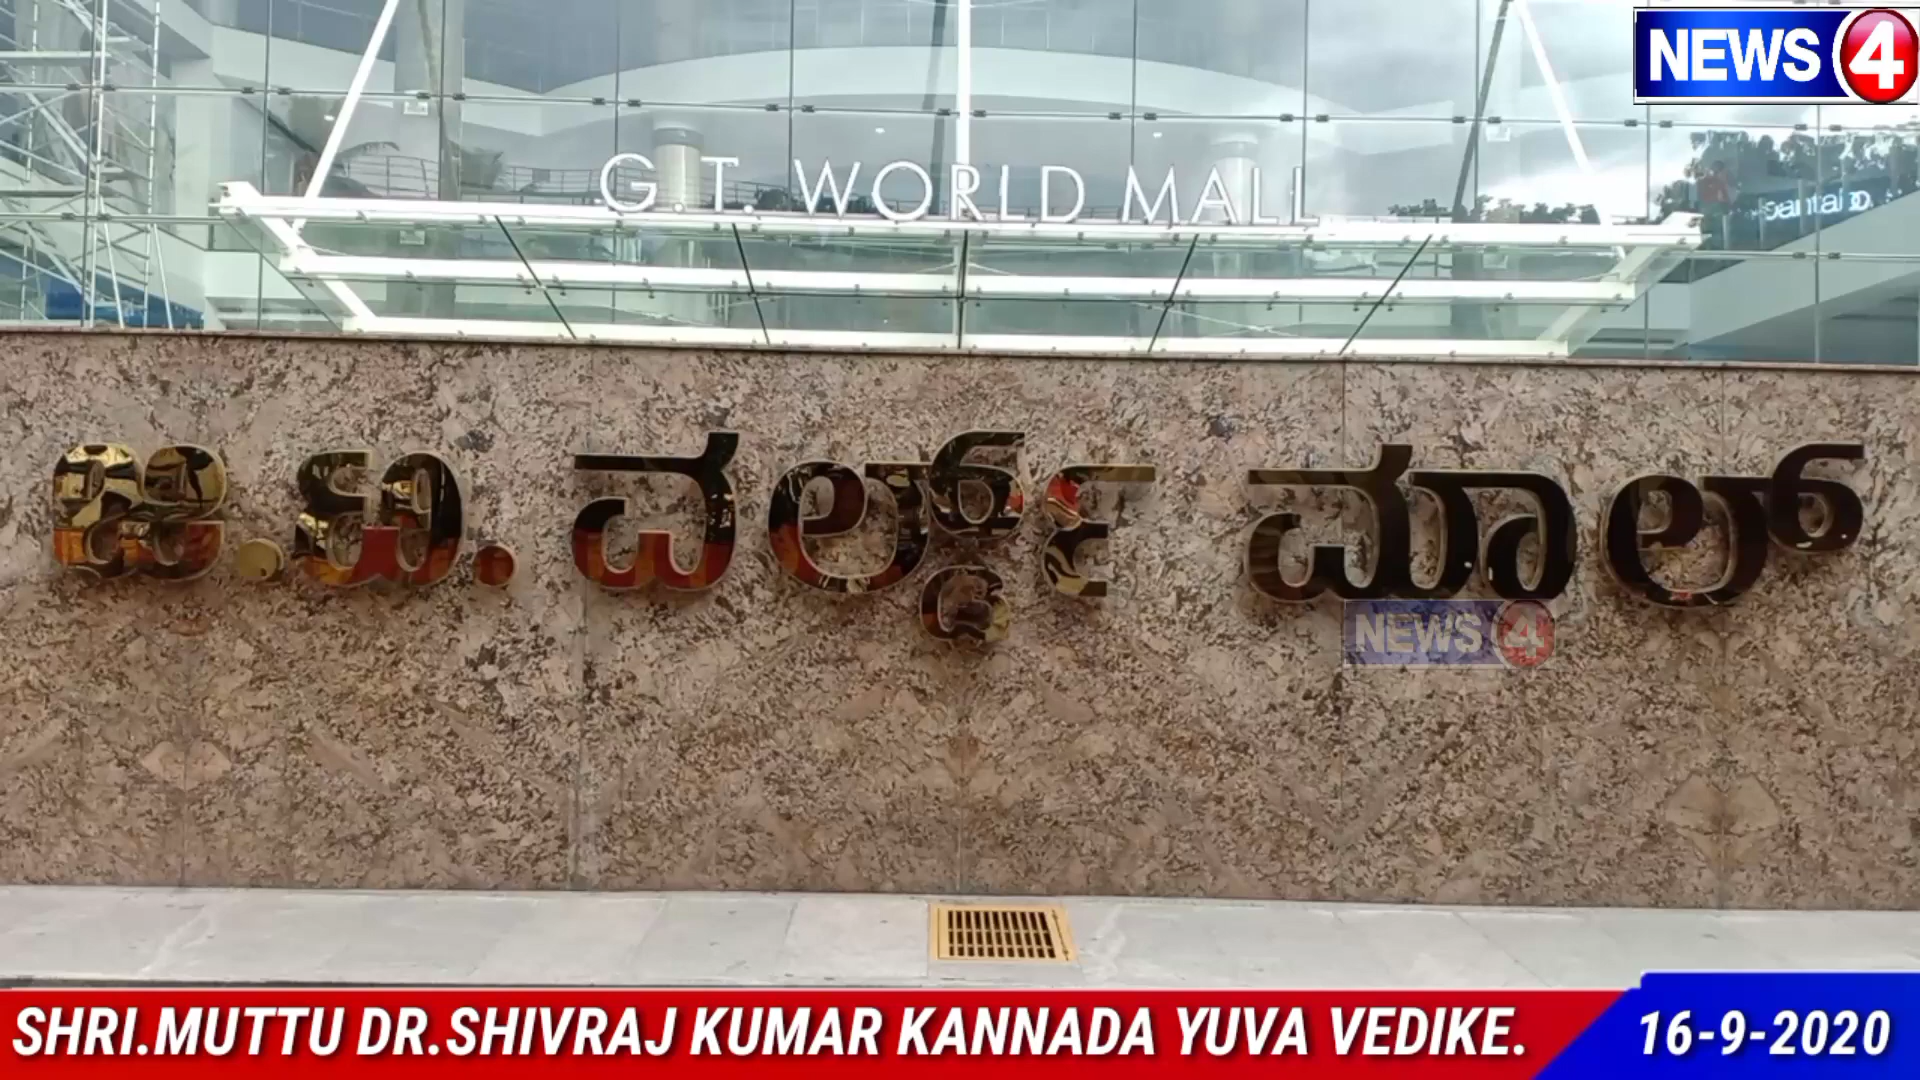 NEWS 4
G.T. WORLD MALL
ಜಿ.ಟಿ. ವರ್ಲ್ಡ್ ಮಾಲ್
NEWS 4
SHRI.MUTTU DR.SHIVRAJ KUMAR KANNADA YUVA VEDIKE.
16-9-2020